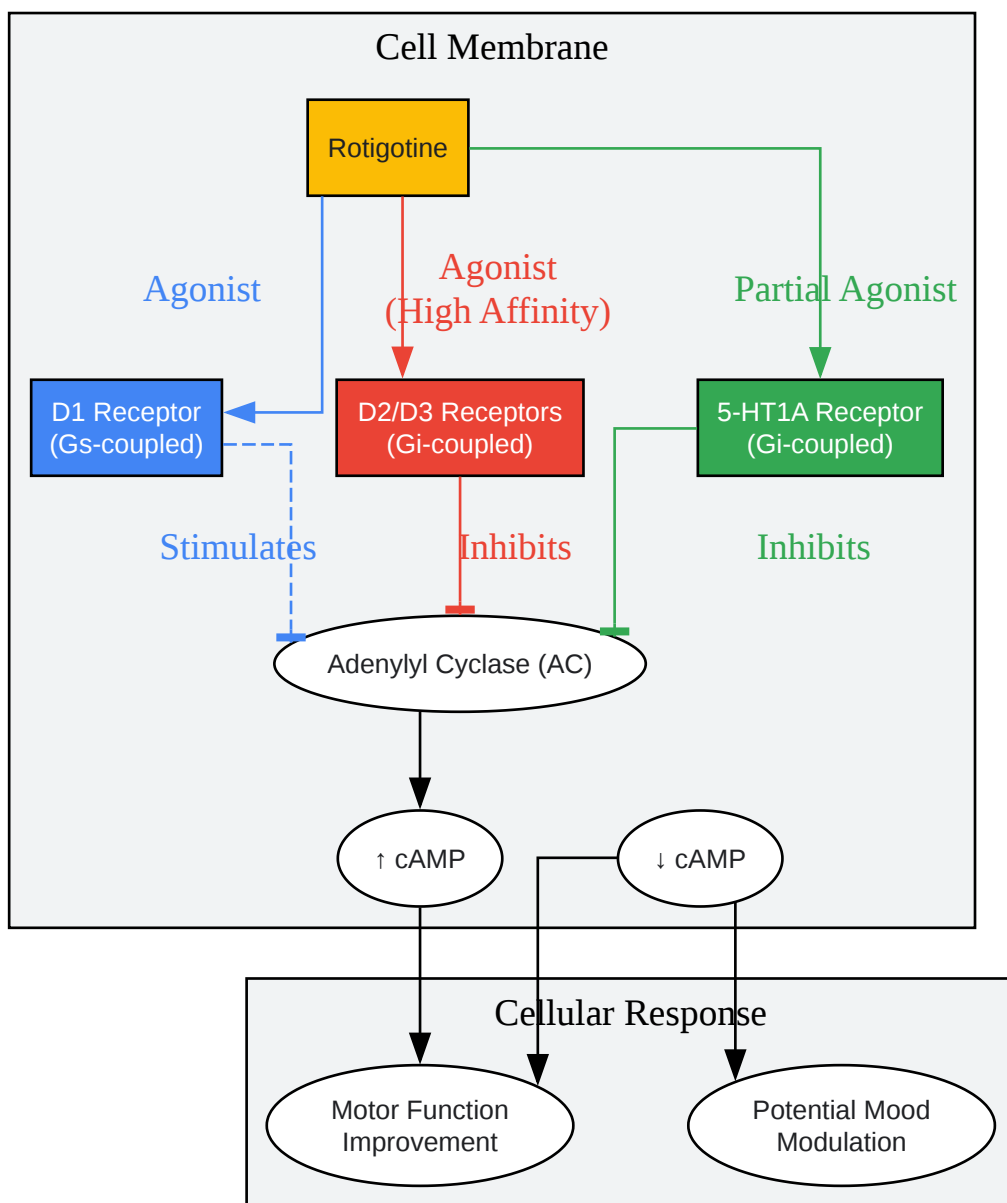 Cell Membrane
Rotigotine
Agonist
Agonist
(High Affinity)
Partial Agonist
D1 Receptor
(Gs-coupled)
D2/D3 Receptors
(Gi-coupled)
5-HT1A Receptor
(Gi-coupled)
Stimulates
Inhibits
Inhibits
Adenylyl Cyclase (AC)
↑ cAMP
↓ cAMP
Cellular Response
Motor Function
Improvement
Potential Mood
Modulation